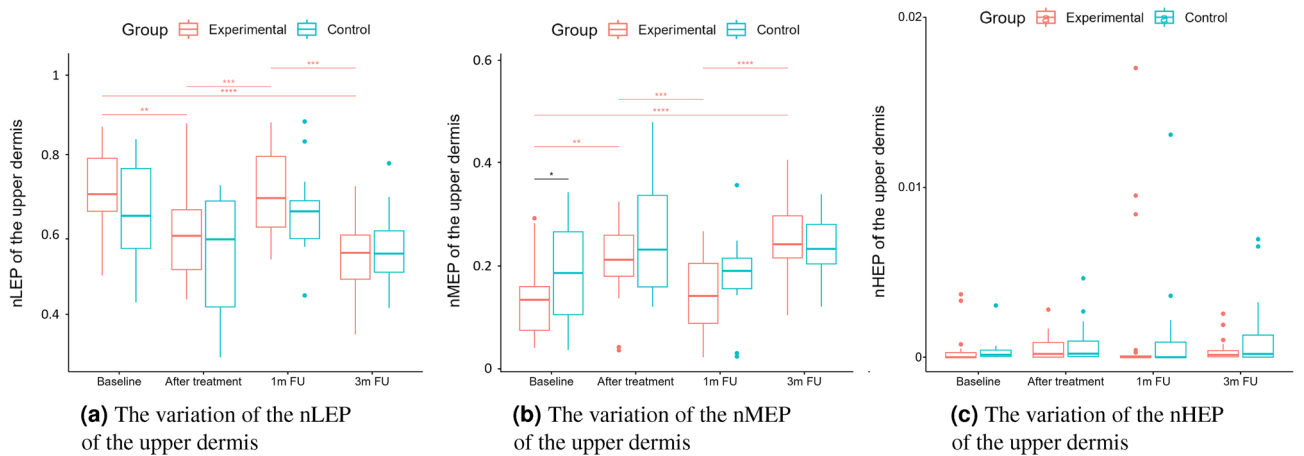 Group Experimental Control
nLEP of the upper dermis
1
0.8
0.6
0.4
***
***
****
**
Baseline After treatment 1m FU 3m FU
(a) The variation of the nLEP
of the upper dermis
Group Experimental Control
nMEP of the upper dermis
0.6
0.4
0.2
0
****
***
****
**
*
Baseline After treatment 1m FU 3m FU
(b) The variation of the nMEP
of the upper dermis
Group Experimental Control
nHEP of the upper dermis
0.02
0.01
0
Baseline After treatment 1m FU 3m FU
(c) The variation of the nHEP
of the upper dermis